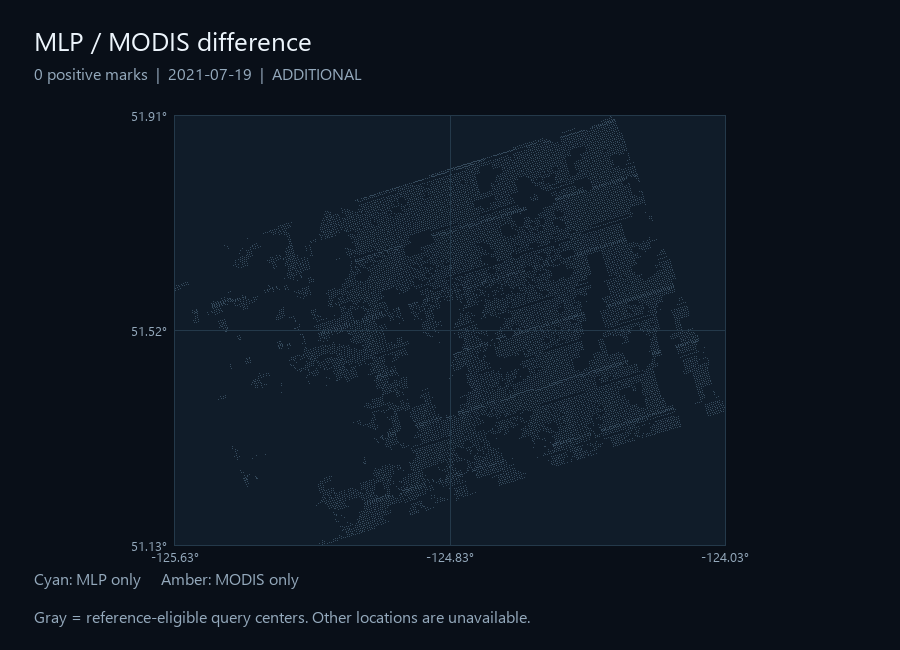 MLP / MODIS difference
0 positive marks | 2021-07-19 | ADDITIONAL
51.91°
51.52°
51.13°
-125.63° -124.83° -124.03°
Cyan: MLP only Amber: MODIS only
Gray = reference-eligible query centers. Other locations are unavailable.